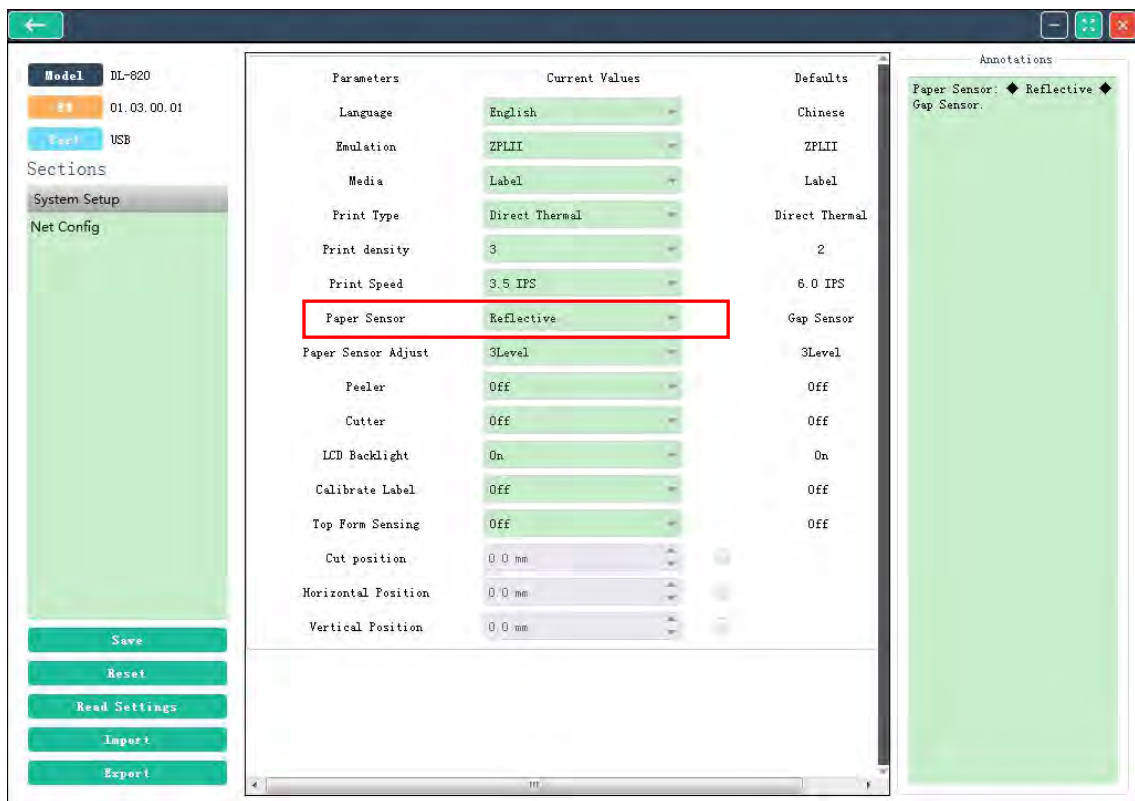 Model DL-820
01.03.00.01
Port USB
Sections
System Setup
Net Config
Save
Reset
Read Settings
Import
Export
Parameters Current Values Defaults
Language English Chinese
Emulation ZPLII ZPLII
Media Label Label
Print Type Direct Thermal Direct Thermal
Print density 3 2
Print Speed 3.5 IPS 6.0 IPS
Paper Sensor Reflective Gap Sensor
Paper Sensor Adjust 3Level 3Level
Peeler Off Off
Cutter Off Off
LCD Backlight On On
Calibrate Label Off Off
Top Form Sensing Off Off
Cut position 0.0 mm
Horizontal Position 0.0 mm
Vertical Position 0.0 mm
Annotations
Paper Sensor: ◆ Reflective ◆
Gap Sensor.